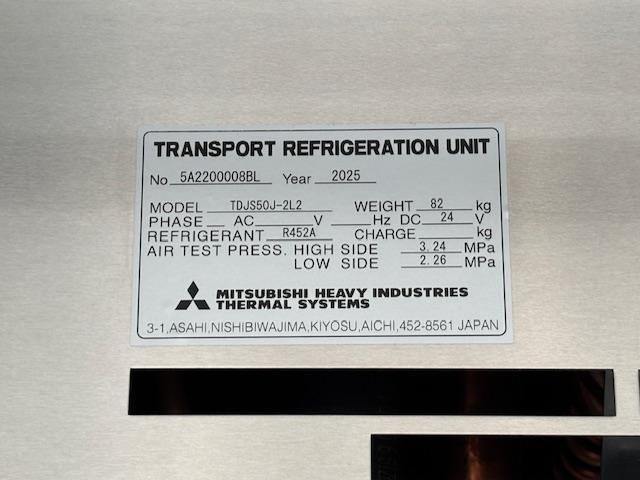 TRANSPORT REFRIGERATION UNIT
No 5A2200008BL Year 2025
MODEL TDJS50J-2L2 WEIGHT 82 kg
PHASE AC V Hz DC 24 V
REFRIGERANT R452A CHARGE kg
AIR TEST PRESS. HIGH SIDE 3.24 MPa
LOW SIDE 2.26 MPa
MITSUBISHI HEAVY INDUSTRIES
THERMAL SYSTEMS
3-1,ASAHI,NISHIBIWAJIMA,KIYOSU,AICHI,452-8561 JAPAN